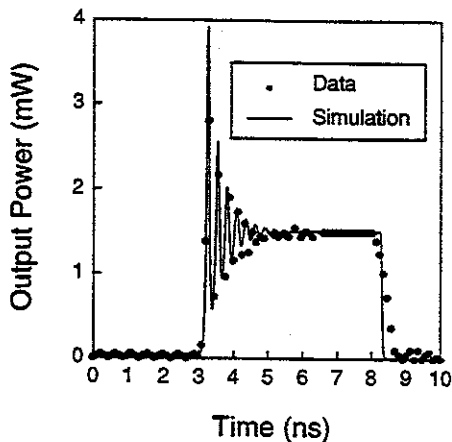 4
3
2
1
0
Output Power (mW)
Data
Simulation
0 1 2 3 4 5 6 7 8 9 10
Time (ns)